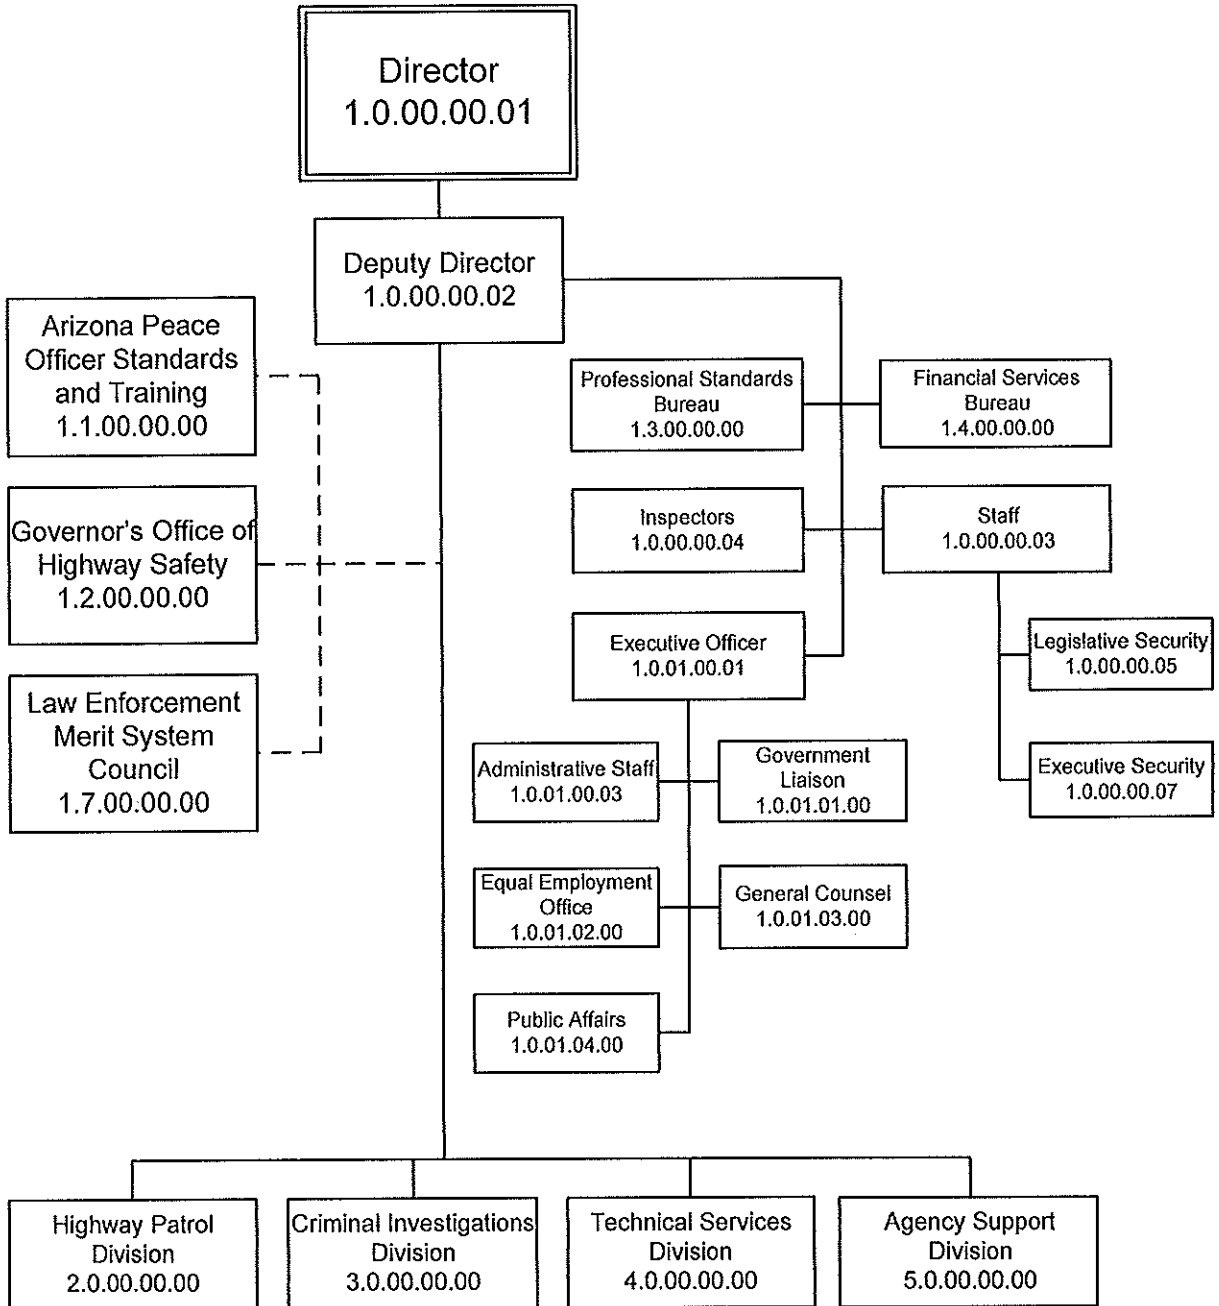 Director
1.0.00.00.01
Deputy Director
1.0.00.00.02
Arizona Peace
Officer Standards
and Training
1.1.00.00.00
Governor's Office of
Highway Safety
1.2.00.00.00
Law Enforcement
Merit System
Council
1.7.00.00.00
Professional Standards
Bureau
1.3.00.00.00
Financial Services
Bureau
1.4.00.00.00
Inspectors
1.0.00.00.04
Staff
1.0.00.00.03
Executive Officer
1.0.01.00.01
Legislative Security
1.0.00.00.05
Executive Security
1.0.00.00.07
Administrative Staff
1.0.01.00.03
Government
Liaison
1.0.01.01.00
Equal Employment
Office
1.0.01.02.00
General Counsel
1.0.01.03.00
Public Affairs
1.0.01.04.00
Highway Patrol
Division
2.0.00.00.00
Criminal Investigations
Division
3.0.00.00.00
Technical Services
Division
4.0.00.00.00
Agency Support
Division
5.0.00.00.00